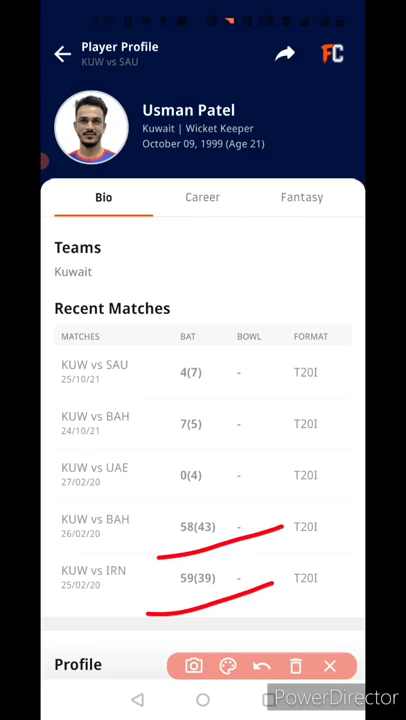 Player Profile
KUW vs SAU
FC
Usman Patel
Kuwait | Wicket Keeper
October 09, 1999 (Age 21)
Bio Career Fantasy
Teams
Kuwait
Recent Matches
MATCHES BAT BOWL FORMAT
KUW vs SAU 4(7) - T20I
25/10/21
KUW vs BAH 7(5) - T20I
24/10/21
KUW vs UAE 0(4) - T20I
27/02/20
KUW vs BAH 58(43) - T20I
26/02/20
KUW vs IRN 59(39) - T20I
25/02/20
Profile
PowerDirector